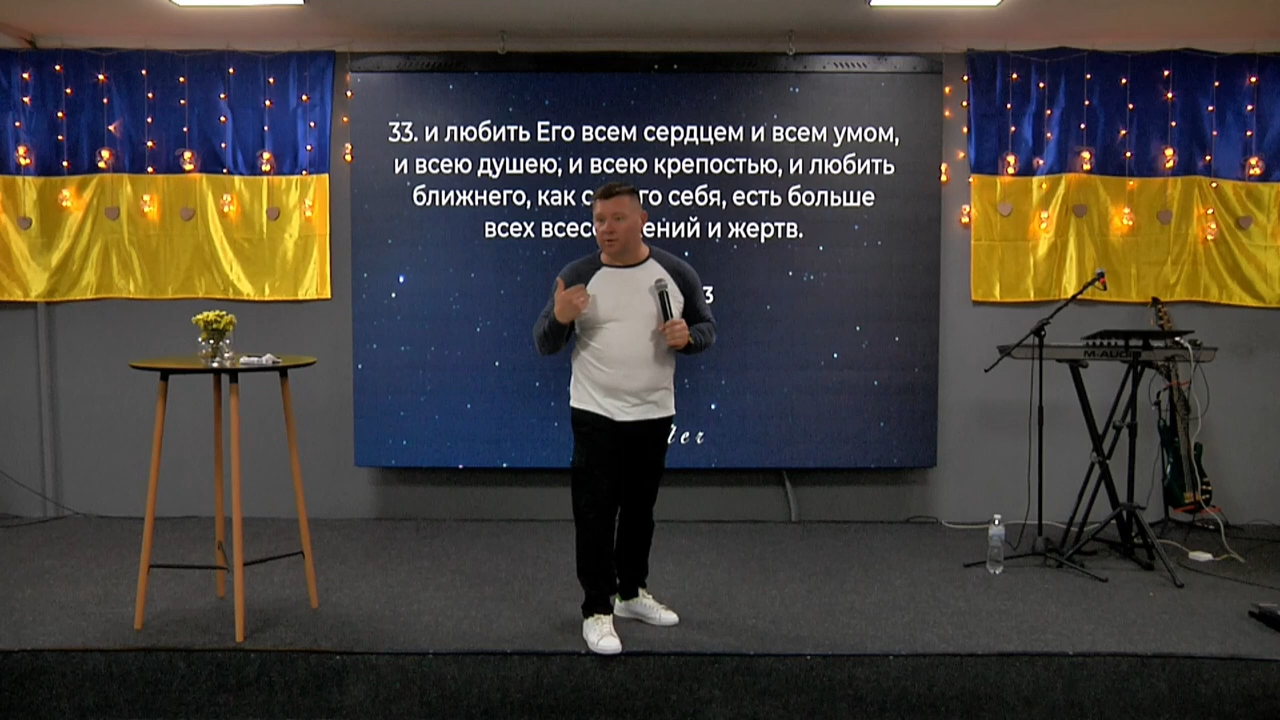 33. и любить Его всем сердцем и всем умом,
и всею душею, и всею крепостью, и любить
ближнего, как себя, есть больше
всех и жертв.
3
M-AUDIO